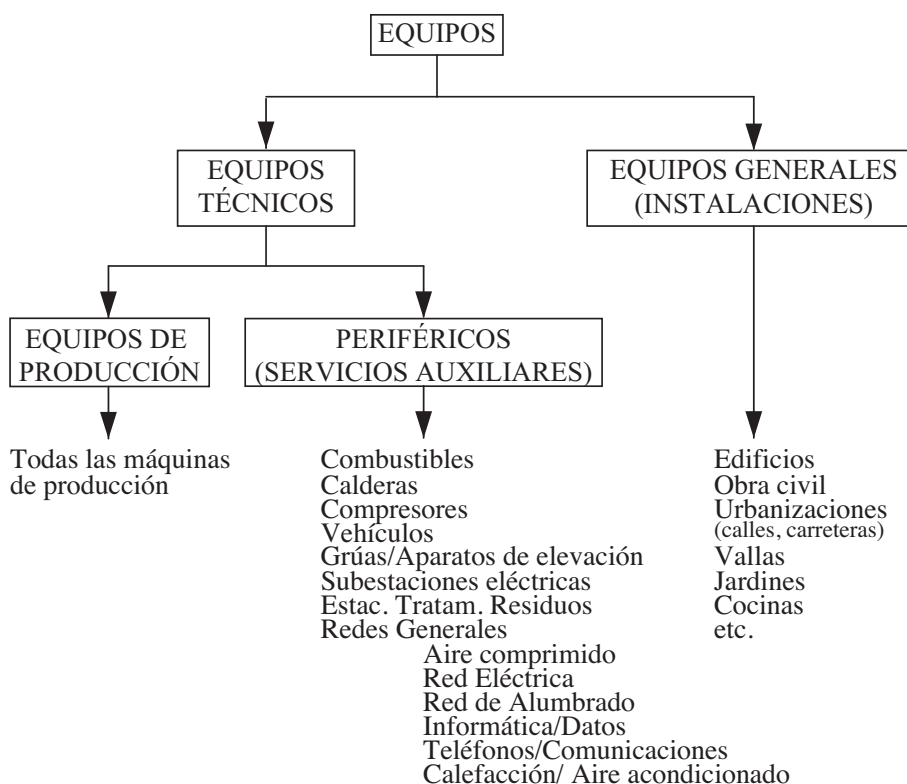 EQUIPOS
EQUIPOS
TÉCNICOS
EQUIPOS GENERALES
(INSTALACIONES)
EQUIPOS DE
PRODUCCIÓN
PERIFÉRICOS
(SERVICIOS AUXILIARES)
Todas las máquinas
de producción
Combustibles
Calderas
Compresores
Vehículos
Grúas/Aparatos de elevación
Subestaciones eléctricas
Estac. Tratam. Residuos
Redes Generales
Aire comprimido
Red Eléctrica
Red de Alumbrado
Informática/Datos
Teléfonos/Comunicaciones
Calefacción/ Aire acondicionado
Edificios
Obra civil
Urbanizaciones
(calles, carreteras)
Vallas
Jardines
Cocinas
etc.